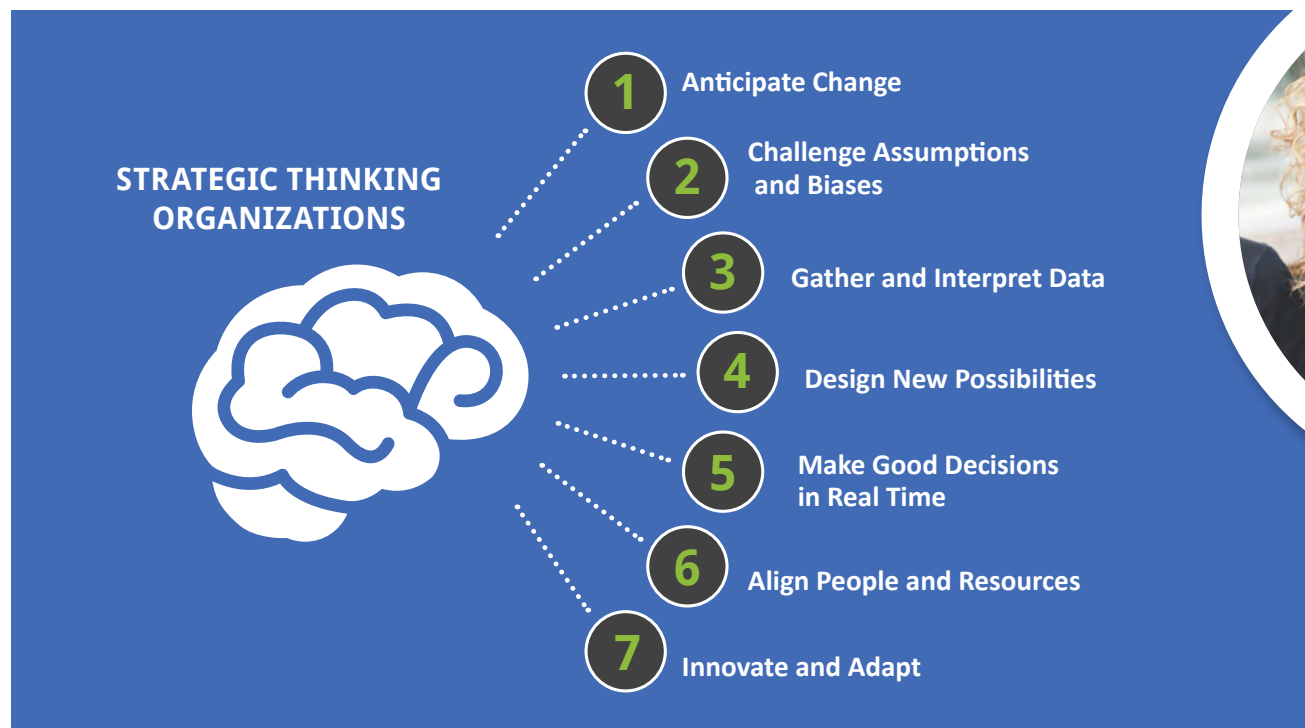 STRATEGIC THINKING
ORGANIZATIONS
1
Anticipate Change
2
Challenge Assumptions
and Biases
3
Gather and Interpret Data
4
Design New Possibilities
5
Make Good Decisions
in Real Time
6
Align People and Resources
7
Innovate and Adapt